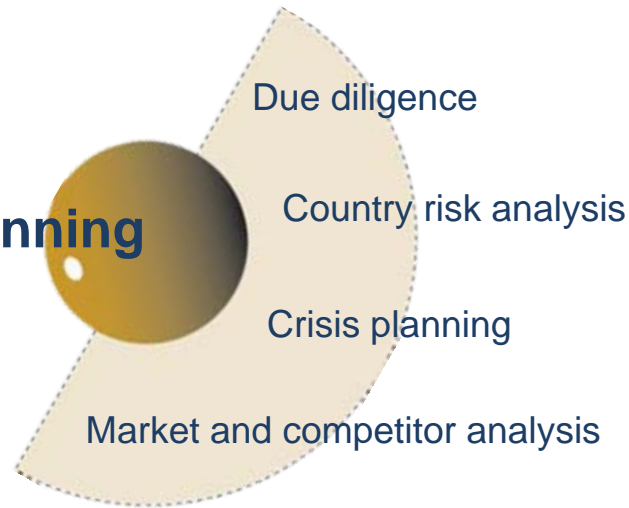 Due diligence
Country risk analysis
nning
Crisis planning
Market and competitor analysis